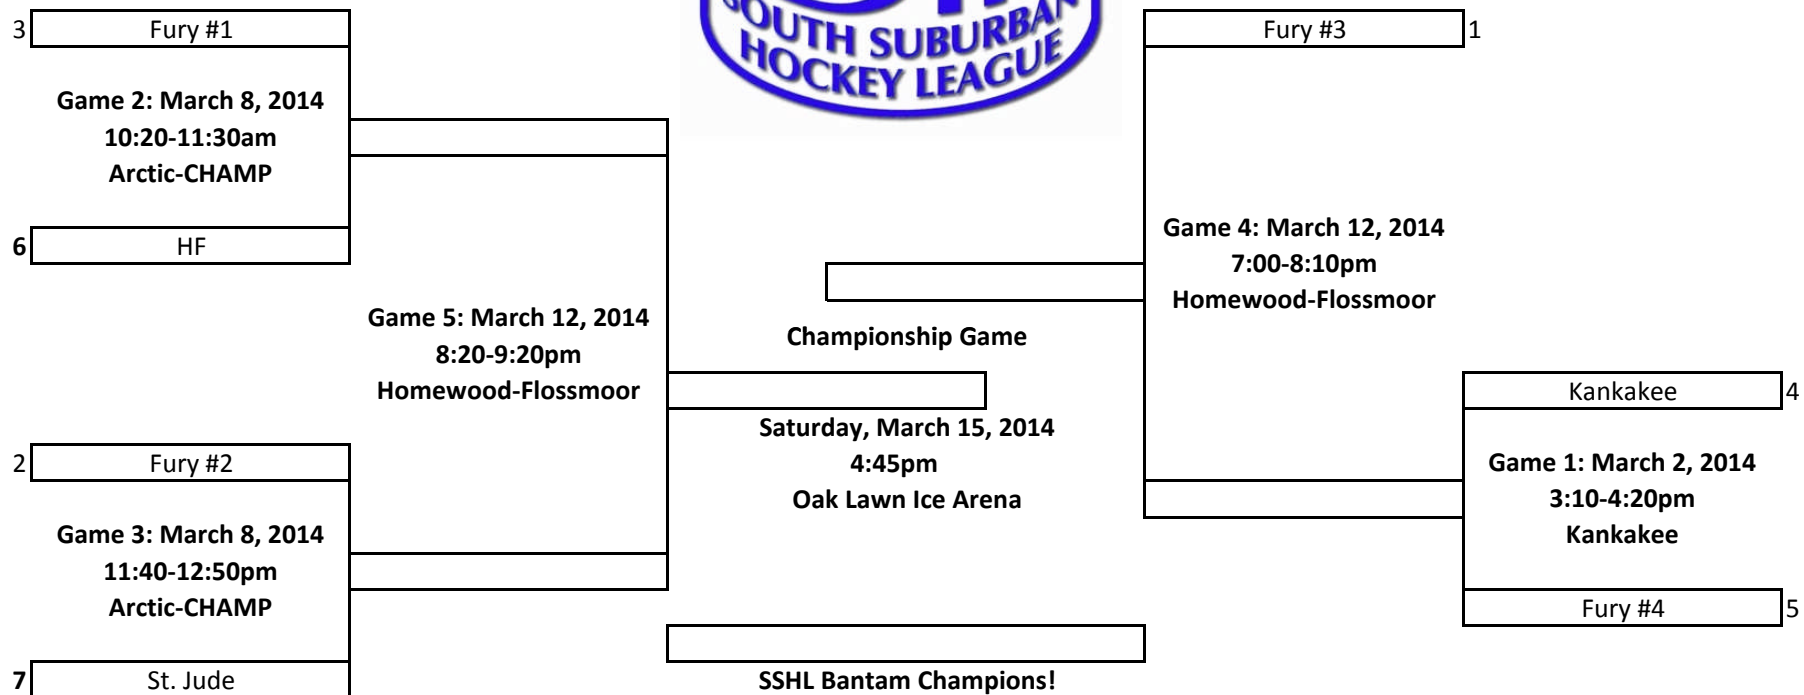 SOUTH SUBURBAN
HOCKEY LEAGUE
3 Fury #1
Game 2: March 8, 2014
10:20-11:30am
Arctic-CHAMP
6 HF
Game 5: March 12, 2014
8:20-9:20pm
Homewood-Flossmoor
2 Fury #2
Game 3: March 8, 2014
11:40-12:50pm
Arctic-CHAMP
7 St. Jude
Championship Game
Saturday, March 15, 2014
4:45pm
Oak Lawn Ice Arena
SSHL Bantam Champions!
Fury #3 1
Game 4: March 12, 2014
7:00-8:10pm
Homewood-Flossmoor
Kankakee 4
Game 1: March 2, 2014
3:10-4:20pm
Kankakee
Fury #4 5